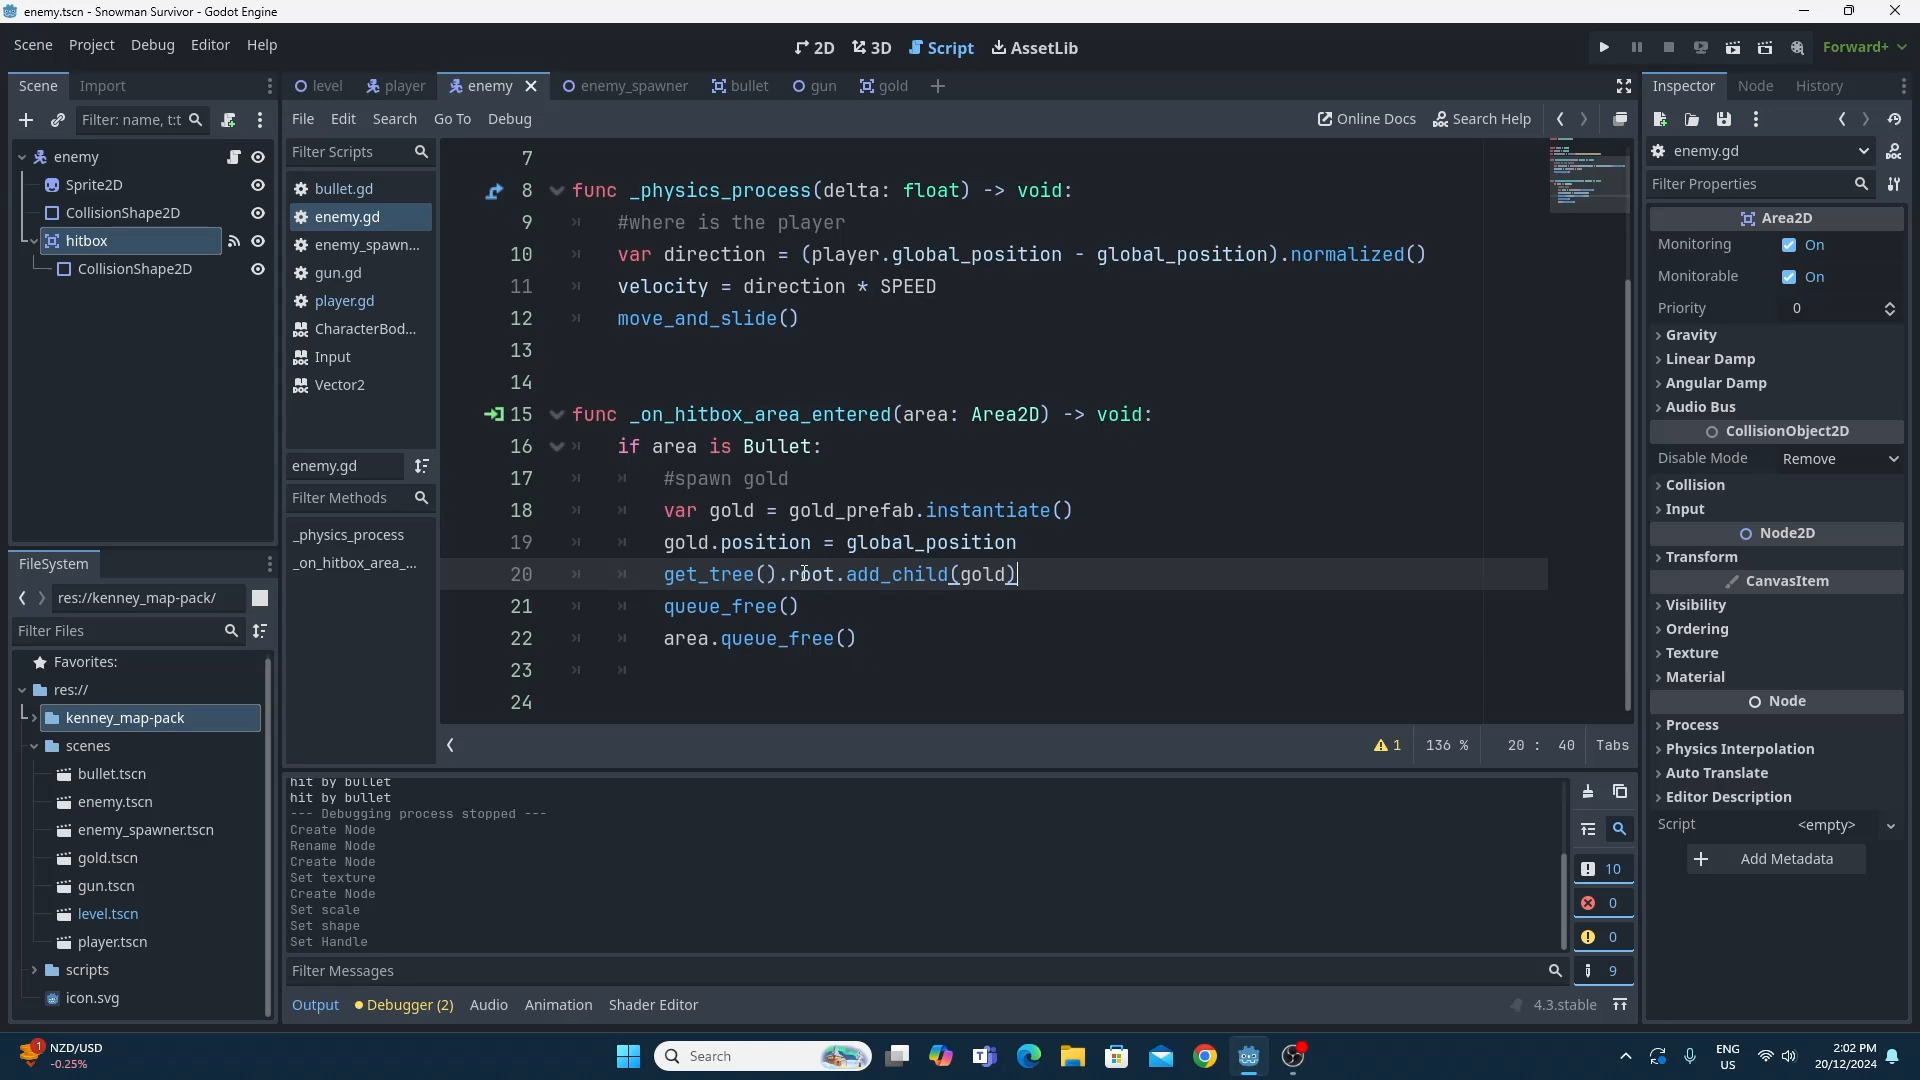 enemy.tscn - Snowman Survivor - Godot Engine
Scene Project Debug Editor Help
2D 3D Script AssetLib
Forward+
Scene Import
level player enemy enemy_spawner bullet gun gold
Inspector Node History
Filter: name, t:t
File Edit Search Go To Debug
Online Docs Search Help
enemy
Sprite2D
CollisionShape2D
hitbox
CollisionShape2D
Filter Scripts
bullet.gd
enemy.gd
enemy_spawn...
gun.gd
player.gd
CharacterBod...
Input
Vector2
enemy.gd
Filter Methods
_physics_process
_on_hitbox_area_...
7
8 func _physics_process(delta: float) -> void:
9 #where is the player
10 var direction = (player.global_position - global_position).normalized()
11 velocity = direction * SPEED
12 move_and_slide()
13
14
15 func _on_hitbox_area_entered(area: Area2D) -> void:
16 if area is Bullet:
17 #spawn gold
18 var gold = gold_prefab.instantiate()
19 gold.position = global_position
20 get_tree().root.add_child(gold)
21 queue_free()
22 area.queue_free()
23
24
1 136 % 20 : 40 Tabs
enemy.gd
Filter Properties
Area2D
Monitoring On
Monitorable On
Priority 0
Gravity
Linear Damp
Angular Damp
Audio Bus
CollisionObject2D
Disable Mode Remove
Collision
Input
Node2D
Transform
CanvasItem
Visibility
Ordering
Texture
Material
Node
Process
Physics Interpolation
Auto Translate
Editor Description
Script <empty>
Add Metadata
FileSystem
res://kenney_map-pack/
Filter Files
Favorites:
res://
kenney_map-pack
scenes
bullet.tscn
enemy.tscn
enemy_spawner.tscn
gold.tscn
gun.tscn
level.tscn
player.tscn
scripts
icon.svg
hit by bullet
hit by bullet
--- Debugging process stopped ---
Create Node
Rename Node
Create Node
Set texture
Create Node
Set scale
Set shape
Set Handle
10
0
0
9
Filter Messages
Output Debugger (2) Audio Animation Shader Editor
4.3.stable
1
NZD/USD
-0.25%
Search
ENG
US
2:02 PM
20/12/2024